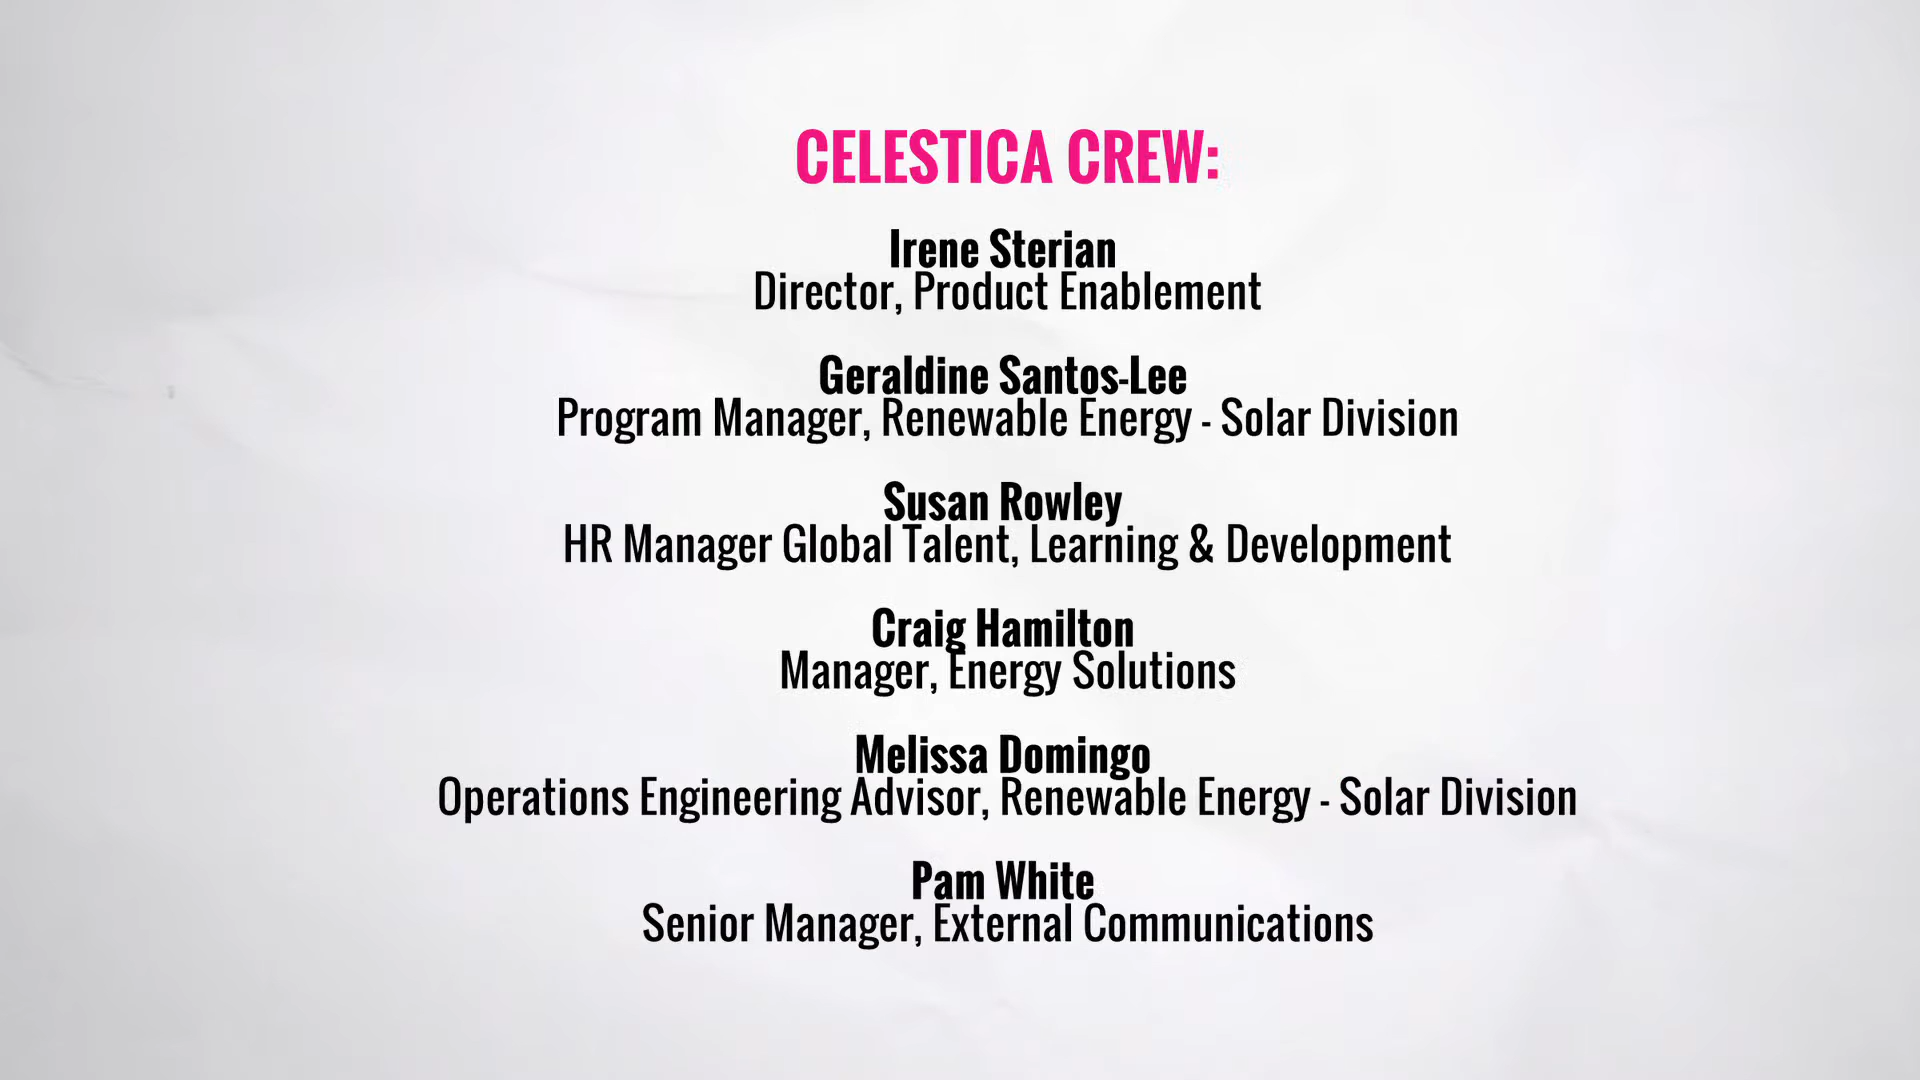 CELESTICA CREW:
Irene Sterian
Director, Product Enablement
Geraldine Santos-Lee
Program Manager, Renewable Energy - Solar Division
Susan Rowley
HR Manager Global Talent, Learning & Development
Craig Hamilton
Manager, Energy Solutions
Melissa Domingo
Operations Engineering Advisor, Renewable Energy - Solar Division
Pam White
Senior Manager, External Communications